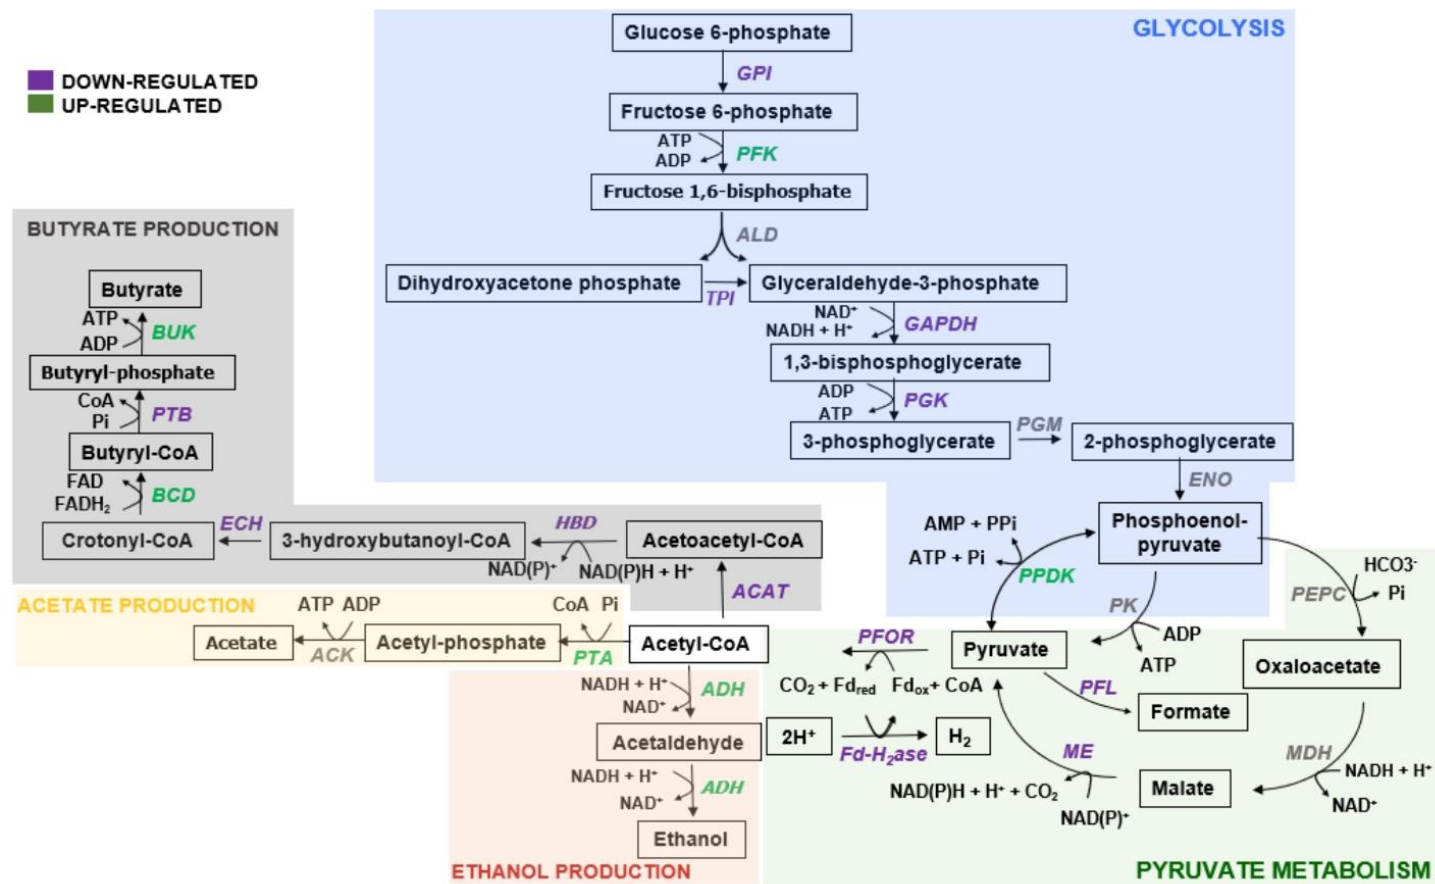 GLYCOLYSIS
Glucose 6-phosphate
GPI
DOWN-REGULATED
UP-REGULATED
Fructose 6-phosphate
ATP
ADP
PFK
Fructose 1,6-bisphosphate
ALD
Dihydroxyacetone phosphate
TPI
Glyceraldehyde-3-phosphate
NAD⁺
NADH + H⁺
GAPDH
1,3-bisphosphoglycerate
ADP
ATP
PGK
3-phosphoglycerate
PGM
2-phosphoglycerate
ENO
Phosphoenol-
pyruvate
AMP + PPi
ATP + Pi
PPDK
PK
ADP
ATP
BUTYRATE PRODUCTION
Butyrate
ATP
ADP
BUK
Butyryl-phosphate
CoA
Pi
PTB
Butyryl-CoA
FAD
FADH₂
BCD
Crotonyl-CoA
ECH
3-hydroxybutanoyl-CoA
HBD
NAD(P)⁺
NAD(P)H + H⁺
Acetoacetyl-CoA
ACAT
ACETATE PRODUCTION
ATP ADP
CoA Pi
Acetate
ACK
Acetyl-phosphate
PTA
Acetyl-CoA
NADH + H⁺
NAD⁺
ADH
Acetaldehyde
NADH + H⁺
NAD⁺
ADH
Ethanol
ETHANOL PRODUCTION
PFOR
Pyruvate
CO₂ + Fdred
Fdox+ CoA
2H⁺
Fd-H₂ase
H₂
PFL
Formate
PEPC
HCO3⁻
Pi
Oxaloacetate
MDH
NADH + H⁺
NAD⁺
Malate
ME
NAD(P)H + H⁺ + CO₂
NAD(P)⁺
PYRUVATE METABOLISM